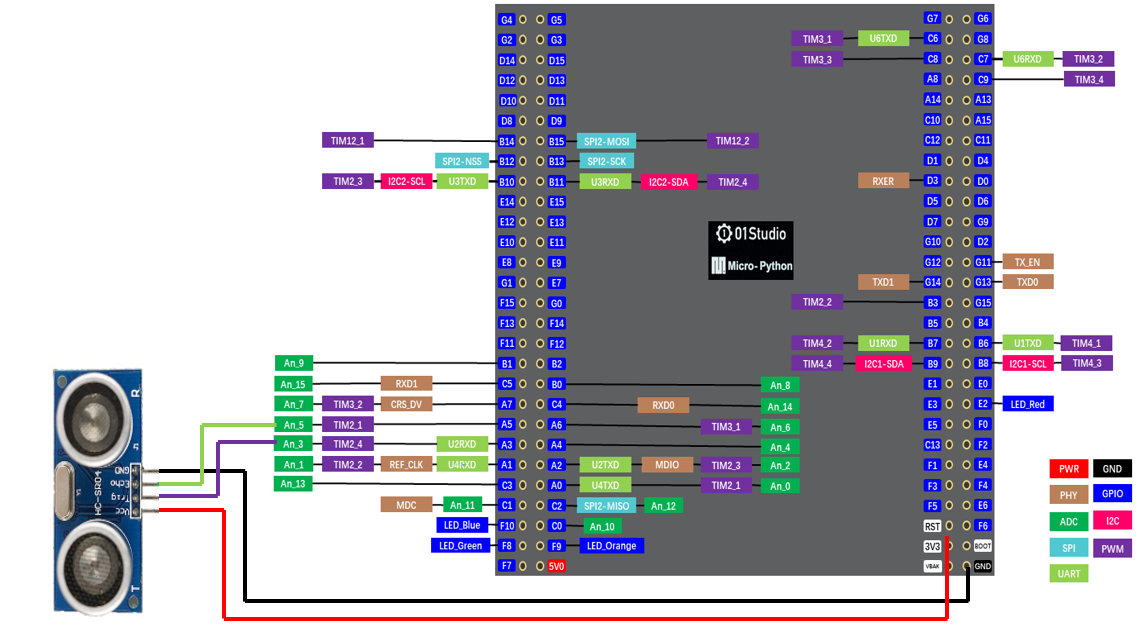 G4 G5 G7 G6
G2 G3 TIM3_1 U6TXD C6 G8
D14 D15 TIM3_3 C8 C7 U6RXD TIM3_2
D12 D13 A8 C9 TIM3_4
D10 D11 A14 A13
D8 D9 C10 A15
TIM12_1 B14 B15 SPI2-MOSI TIM12_2 C12 C11
SPI2-NSS B12 B13 SPI2-SCK D1 D4
TIM2_3 I2C2-SCL U3TXD B10 B11 U3RXD I2C2-SDA TIM2_4 RXER D3 D0
E14 E15 D5 D6
E12 E13 D7 G9
01Studio
E10 E11 G10 D2
E8 E9 G12 G11 TX_EN
Micro-Python
G1 E7 TXD1 G14 G13 TXD0
F15 G0 TIM2_2 B3 G15
F13 F14 B5 B4
F11 F12 TIM4_2 U1RXD B7 B6 U1TXD TIM4_1
An_9 B1 B2 TIM4_4 I2C1-SDA B9 B8 I2C1-SCL TIM4_3
An_15 RXD1 C5 B0 An_8 E1 E0
An_7 TIM3_2 CRS_DV A7 C4 RXD0 An_14 E3 E2 LED_Red
An_5 TIM2_1 A5 A6 TIM3_1 An_6 E5 F0
An_3 TIM2_4 U2RXD A3 A4 An_4 C13 F2
An_1 TIM2_2 REF_CLK U4RXD A1 A2 U2TXD MDIO TIM2_3 An_2 F1 E4
An_13 C3 A0 U4TXD TIM2_1 An_0 F3 F4
MDC An_11 C1 C2 SPI2-MISO An_12 F5 E6
LED_Blue F10 C0 An_10 RST F6
LED_Green F8 F9 LED_Orange 3V3 BOOT
F7 5V0 VBAK GND
R
J1
HC-SR04
GND
Echo
Trig
Vcc
Y1
T
PWR GND
PHY GPIO
ADC I2C
SPI PWM
UART